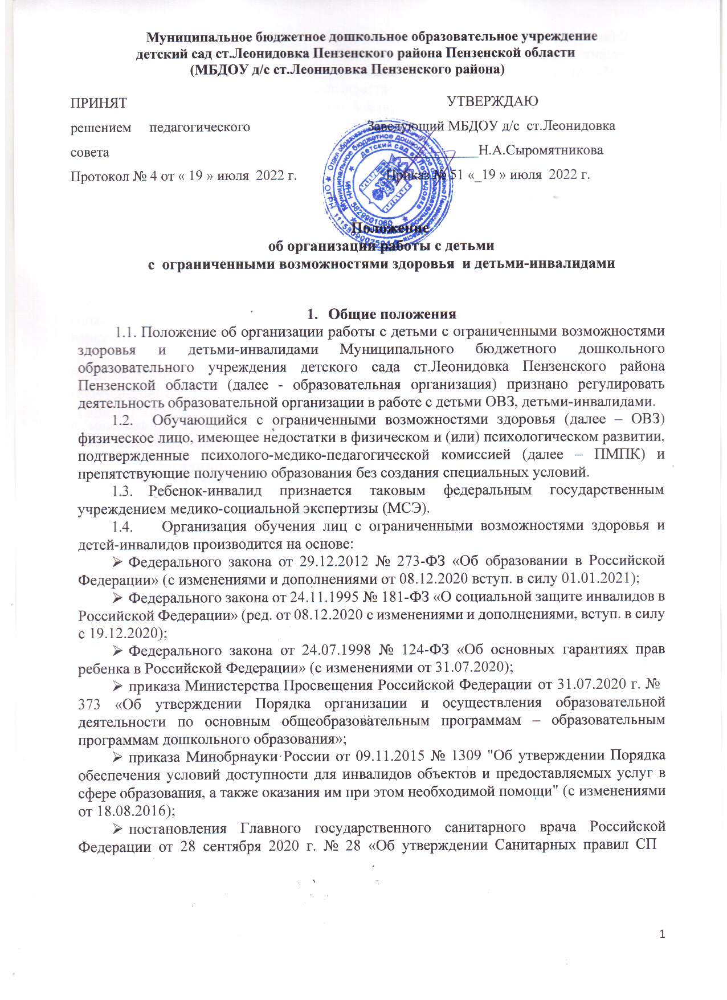 Муниципальное бюджетное дошкольное образовательное учреждение
детский сад ст.Леонидовка Пензенского района Пензенской области
(МБДОУ д/с ст.Леонидовка Пензенского района)
ПРИНЯТ
решением педагогического
совета
Протокол № 4 от « 19 » июля 2022 г.
УТВЕРЖДАЮ
Заведующий МБДОУ д/с ст.Леонидовка
____________Н.А.Сыромятникова
Приказ № 51 «_19 » июля 2022 г.
Положение
об организации работы с детьми
с ограниченными возможностями здоровья и детьми-инвалидами
1. Общие положения
1.1. Положение об организации работы с детьми с ограниченными возможностями
здоровья и детьми-инвалидами Муниципального бюджетного дошкольного
образовательного учреждения детского сада ст.Леонидовка Пензенского района
Пензенской области (далее - образовательная организация) признано регулировать
деятельность образовательной организации в работе с детьми ОВЗ, детьми-инвалидами.
1.2. Обучающийся с ограниченными возможностями здоровья (далее – ОВЗ)
физическое лицо, имеющее недостатки в физическом и (или) психологическом развитии,
подтвержденные психолого-медико-педагогической комиссией (далее – ПМПК) и
препятствующие получению образования без создания специальных условий.
1.3. Ребенок-инвалид признается таковым федеральным государственным
учреждением медико-социальной экспертизы (МСЭ).
1.4. Организация обучения лиц с ограниченными возможностями здоровья и
детей-инвалидов производится на основе:
➢ Федерального закона от 29.12.2012 № 273-ФЗ «Об образовании в Российской
Федерации» (с изменениями и дополнениями от 08.12.2020 вступ. в силу 01.01.2021);
➢ Федерального закона от 24.11.1995 № 181-ФЗ «О социальной защите инвалидов в
Российской Федерации» (ред. от 08.12.2020 с изменениями и дополнениями, вступ. в силу
с 19.12.2020);
➢ Федерального закона от 24.07.1998 № 124-ФЗ «Об основных гарантиях прав
ребенка в Российской Федерации» (с изменениями от 31.07.2020);
➢ приказа Министерства Просвещения Российской Федерации от 31.07.2020 г. №
373 «Об утверждении Порядка организации и осуществления образовательной
деятельности по основным общеобразовательным программам – образовательным
программам дошкольного образования»;
➢ приказа Минобрнауки России от 09.11.2015 № 1309 "Об утверждении Порядка
обеспечения условий доступности для инвалидов объектов и предоставляемых услуг в
сфере образования, а также оказания им при этом необходимой помощи" (с изменениями
от 18.08.2016);
➢ постановления Главного государственного санитарного врача Российской
Федерации от 28 сентября 2020 г. № 28 «Об утверждении Санитарных правил СП
1